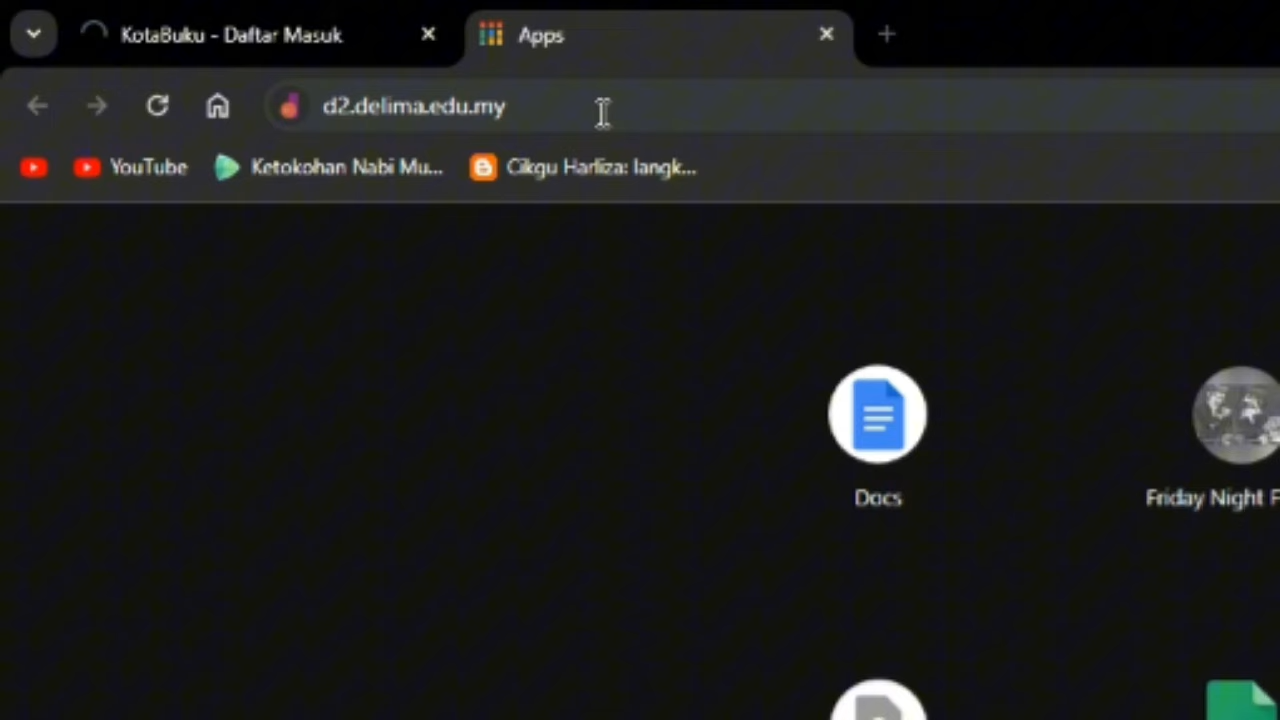 KotaBuku - Daftar Masuk
Apps
d2.delima.edu.my
YouTube
Ketokohan Nabi Mu...
Cikgu Harliza: langk...
Docs
Friday Night F